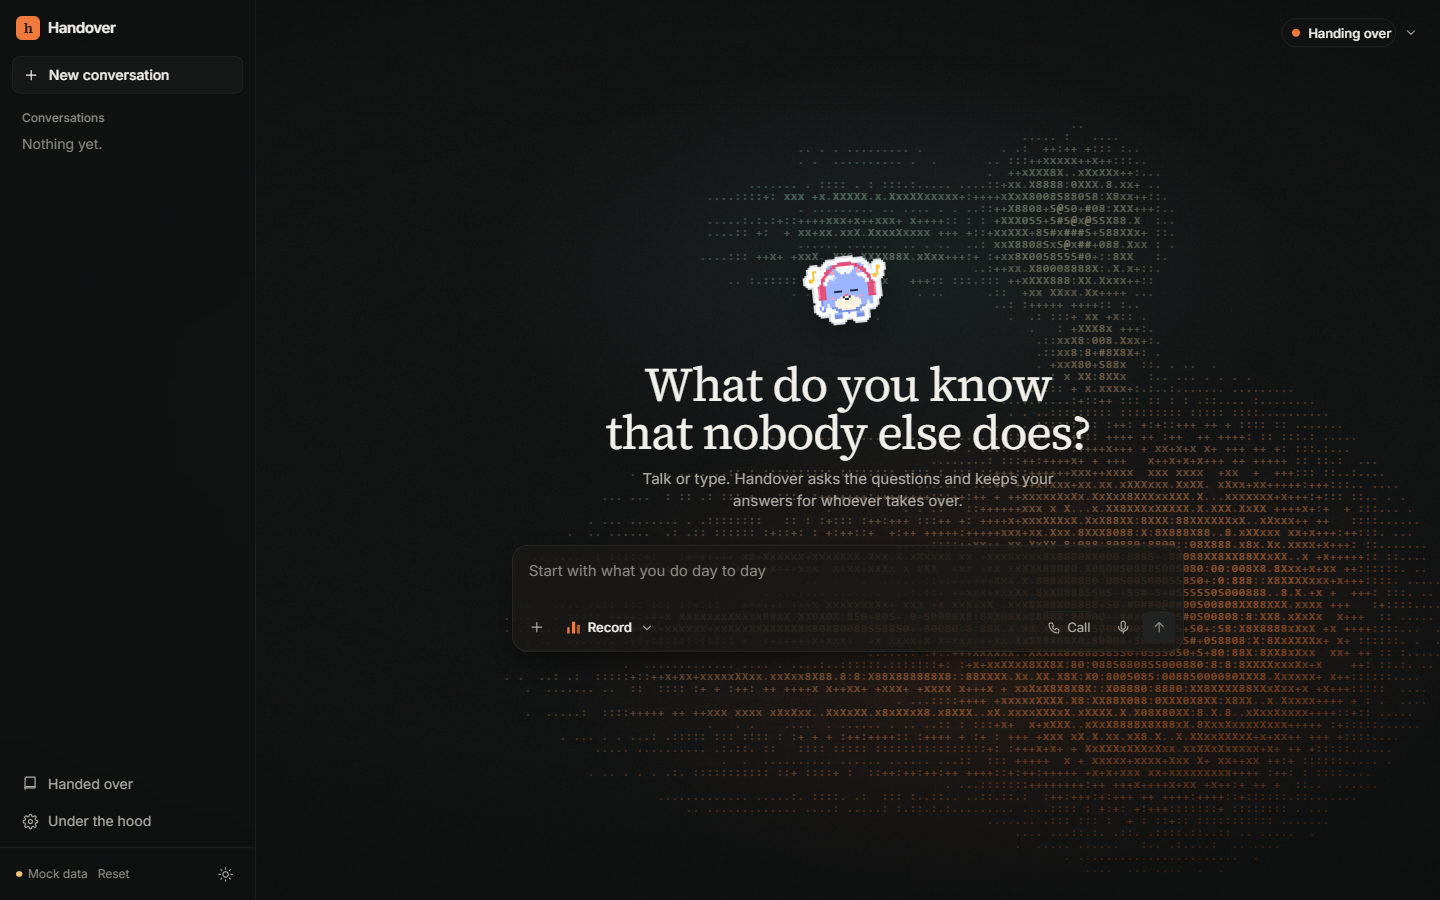 h Handover
New conversation
Conversations
Nothing yet.
Handed over
Under the hood
Mock data Reset
Handing over
What do you know
that nobody else does?
Talk or type. Handover asks the questions and keeps your
answers for whoever takes over.
Start with what you do day to day
Record
Call